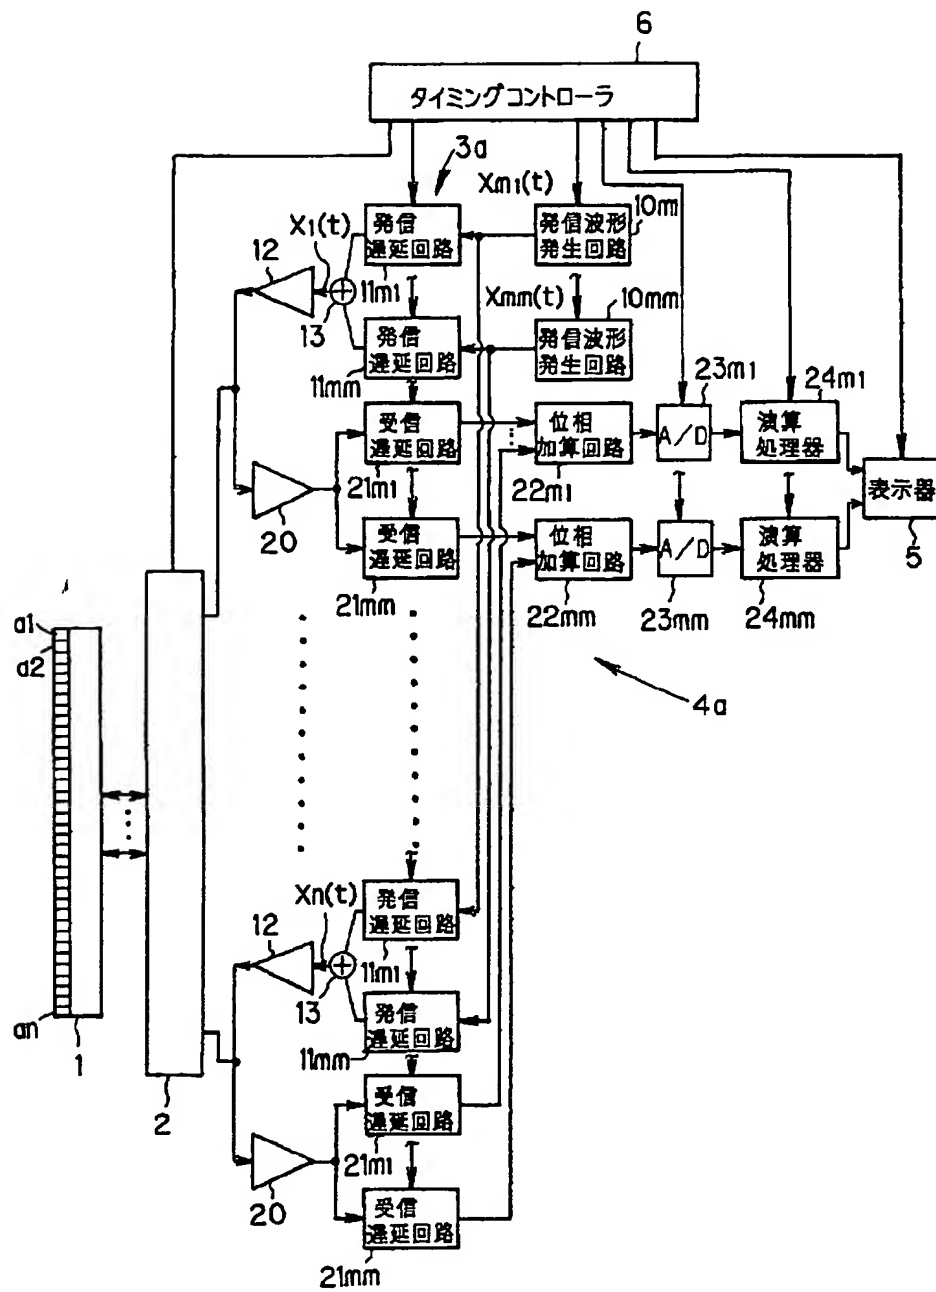 6
タイミングコントローラ
3a
Xm1(t)
発信
遅延回路
11m1
発信波形
発生回路
10m1
X1(t)
12
13
Xmm(t)
10mm
発信
遅延回路
11mm
発信波形
発生回路
23m1
24m1
受信
遅延回路
21m1
位相
加算回路
22m1
A/D
演算
処理器
表示器
5
20
受信
遅延回路
21mm
位相
加算回路
22mm
A/D
23mm
演算
処理器
24mm
a1
a2
4a
Xn(t)
12
13
発信
遅延回路
11m1
an
1
2
発信
遅延回路
11mm
受信
遅延回路
21m1
20
受信
遅延回路
21mm